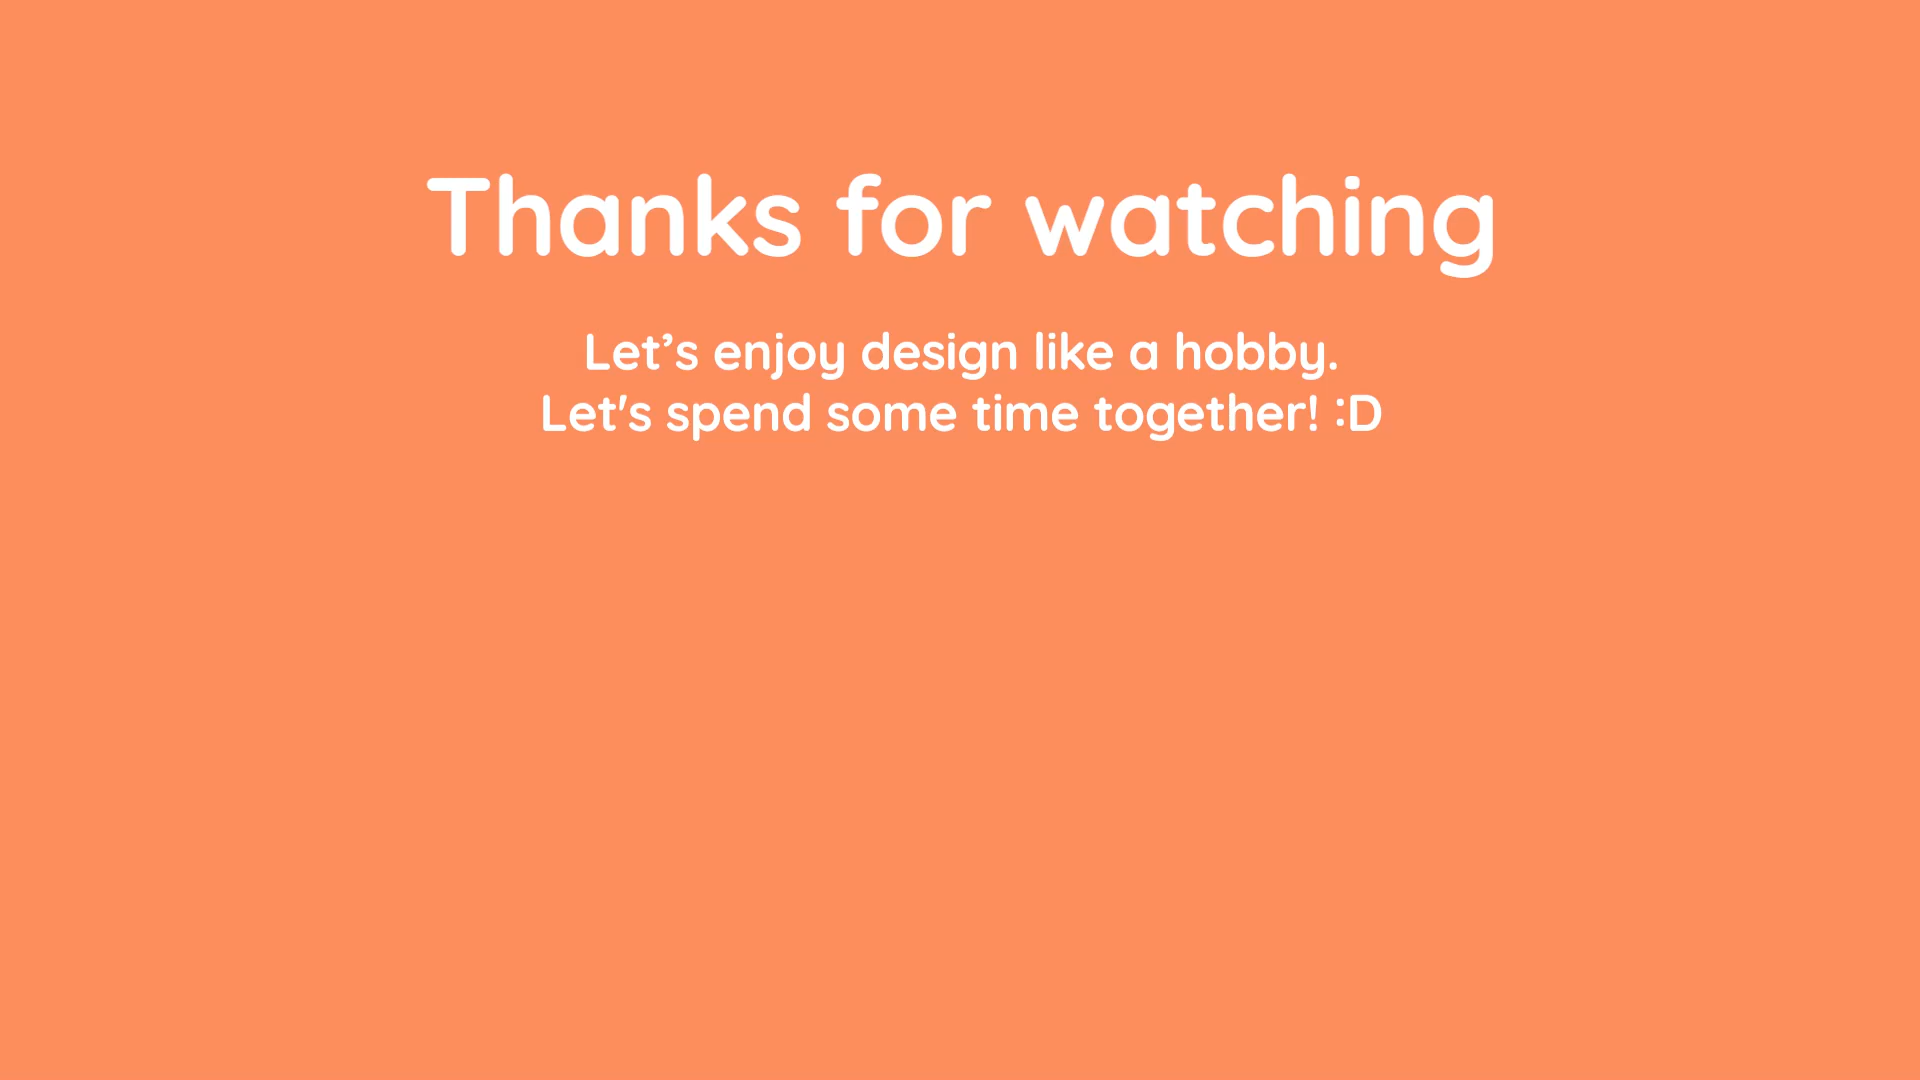 Thanks for watching
Let’s enjoy design like a hobby.
Let's spend some time together! :D